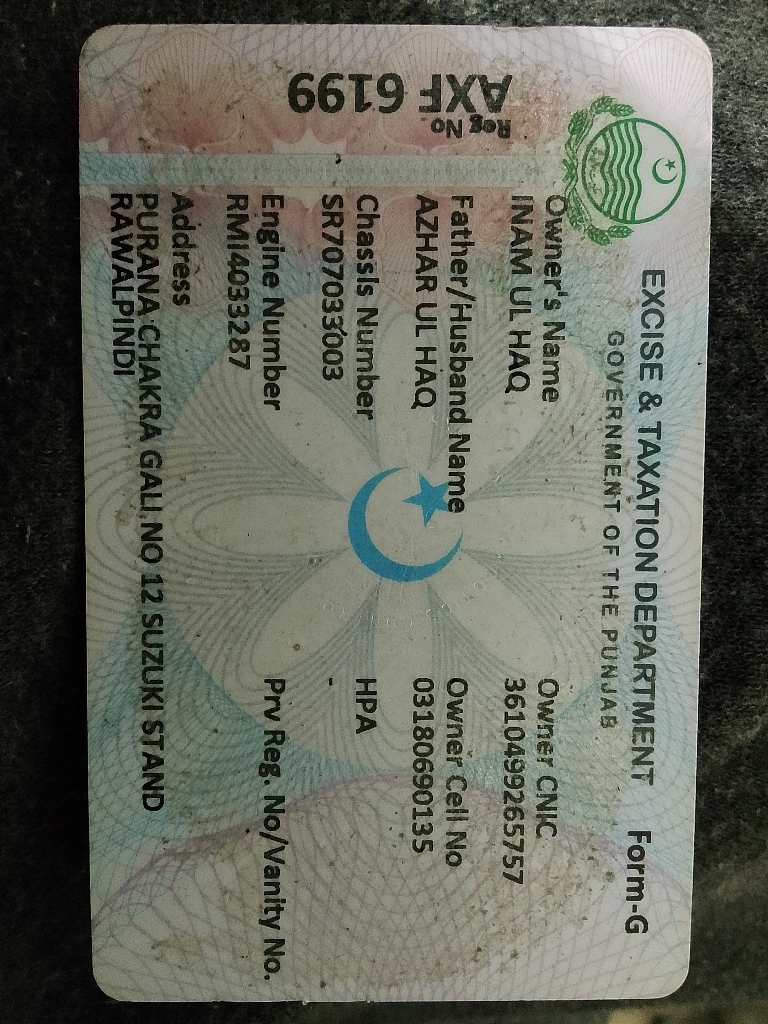 EXCISE & TAXATION DEPARTMENT Form-G
GOVERNMENT OF THE PUNJAB
Reg No
AXF 6199
Owner's Name
INAM UL HAQ
Owner CNIC
3610499265757
Father/Husband Name
AZHAR UL HAQ
Owner Cell No
03180690135
Chassis Number
SR707033003
HPA
-
Engine Number
RMI4033287
Prv Reg. No/Vanity No.
Address
PURANA CHAKRA GALI NO 12 SUZUKI STAND
RAWALPINDI